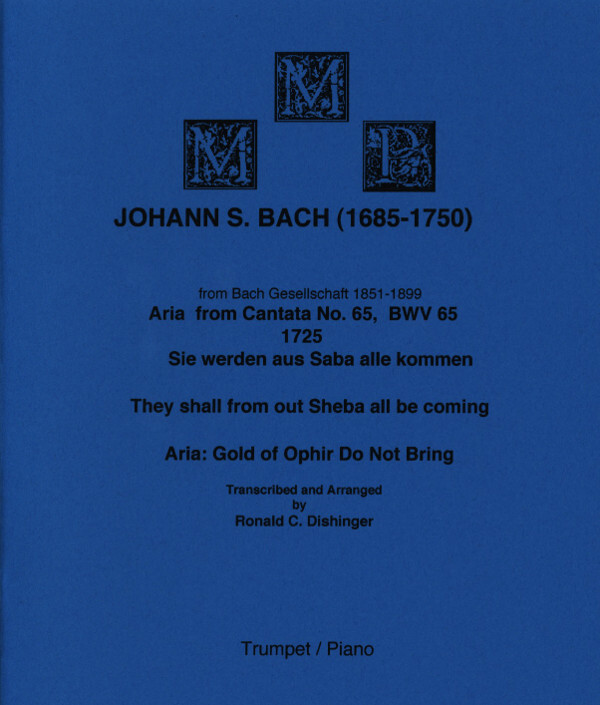 M
M P
JOHANN S. BACH (1685-1750)
from Bach Gesellschaft 1851-1899
Aria from Cantata No. 65, BWV 65
1725
Sie werden aus Saba alle kommen
They shall from out Sheba all be coming
Aria: Gold of Ophir Do Not Bring
Transcribed and Arranged
by
Ronald C. Dishinger
Trumpet / Piano